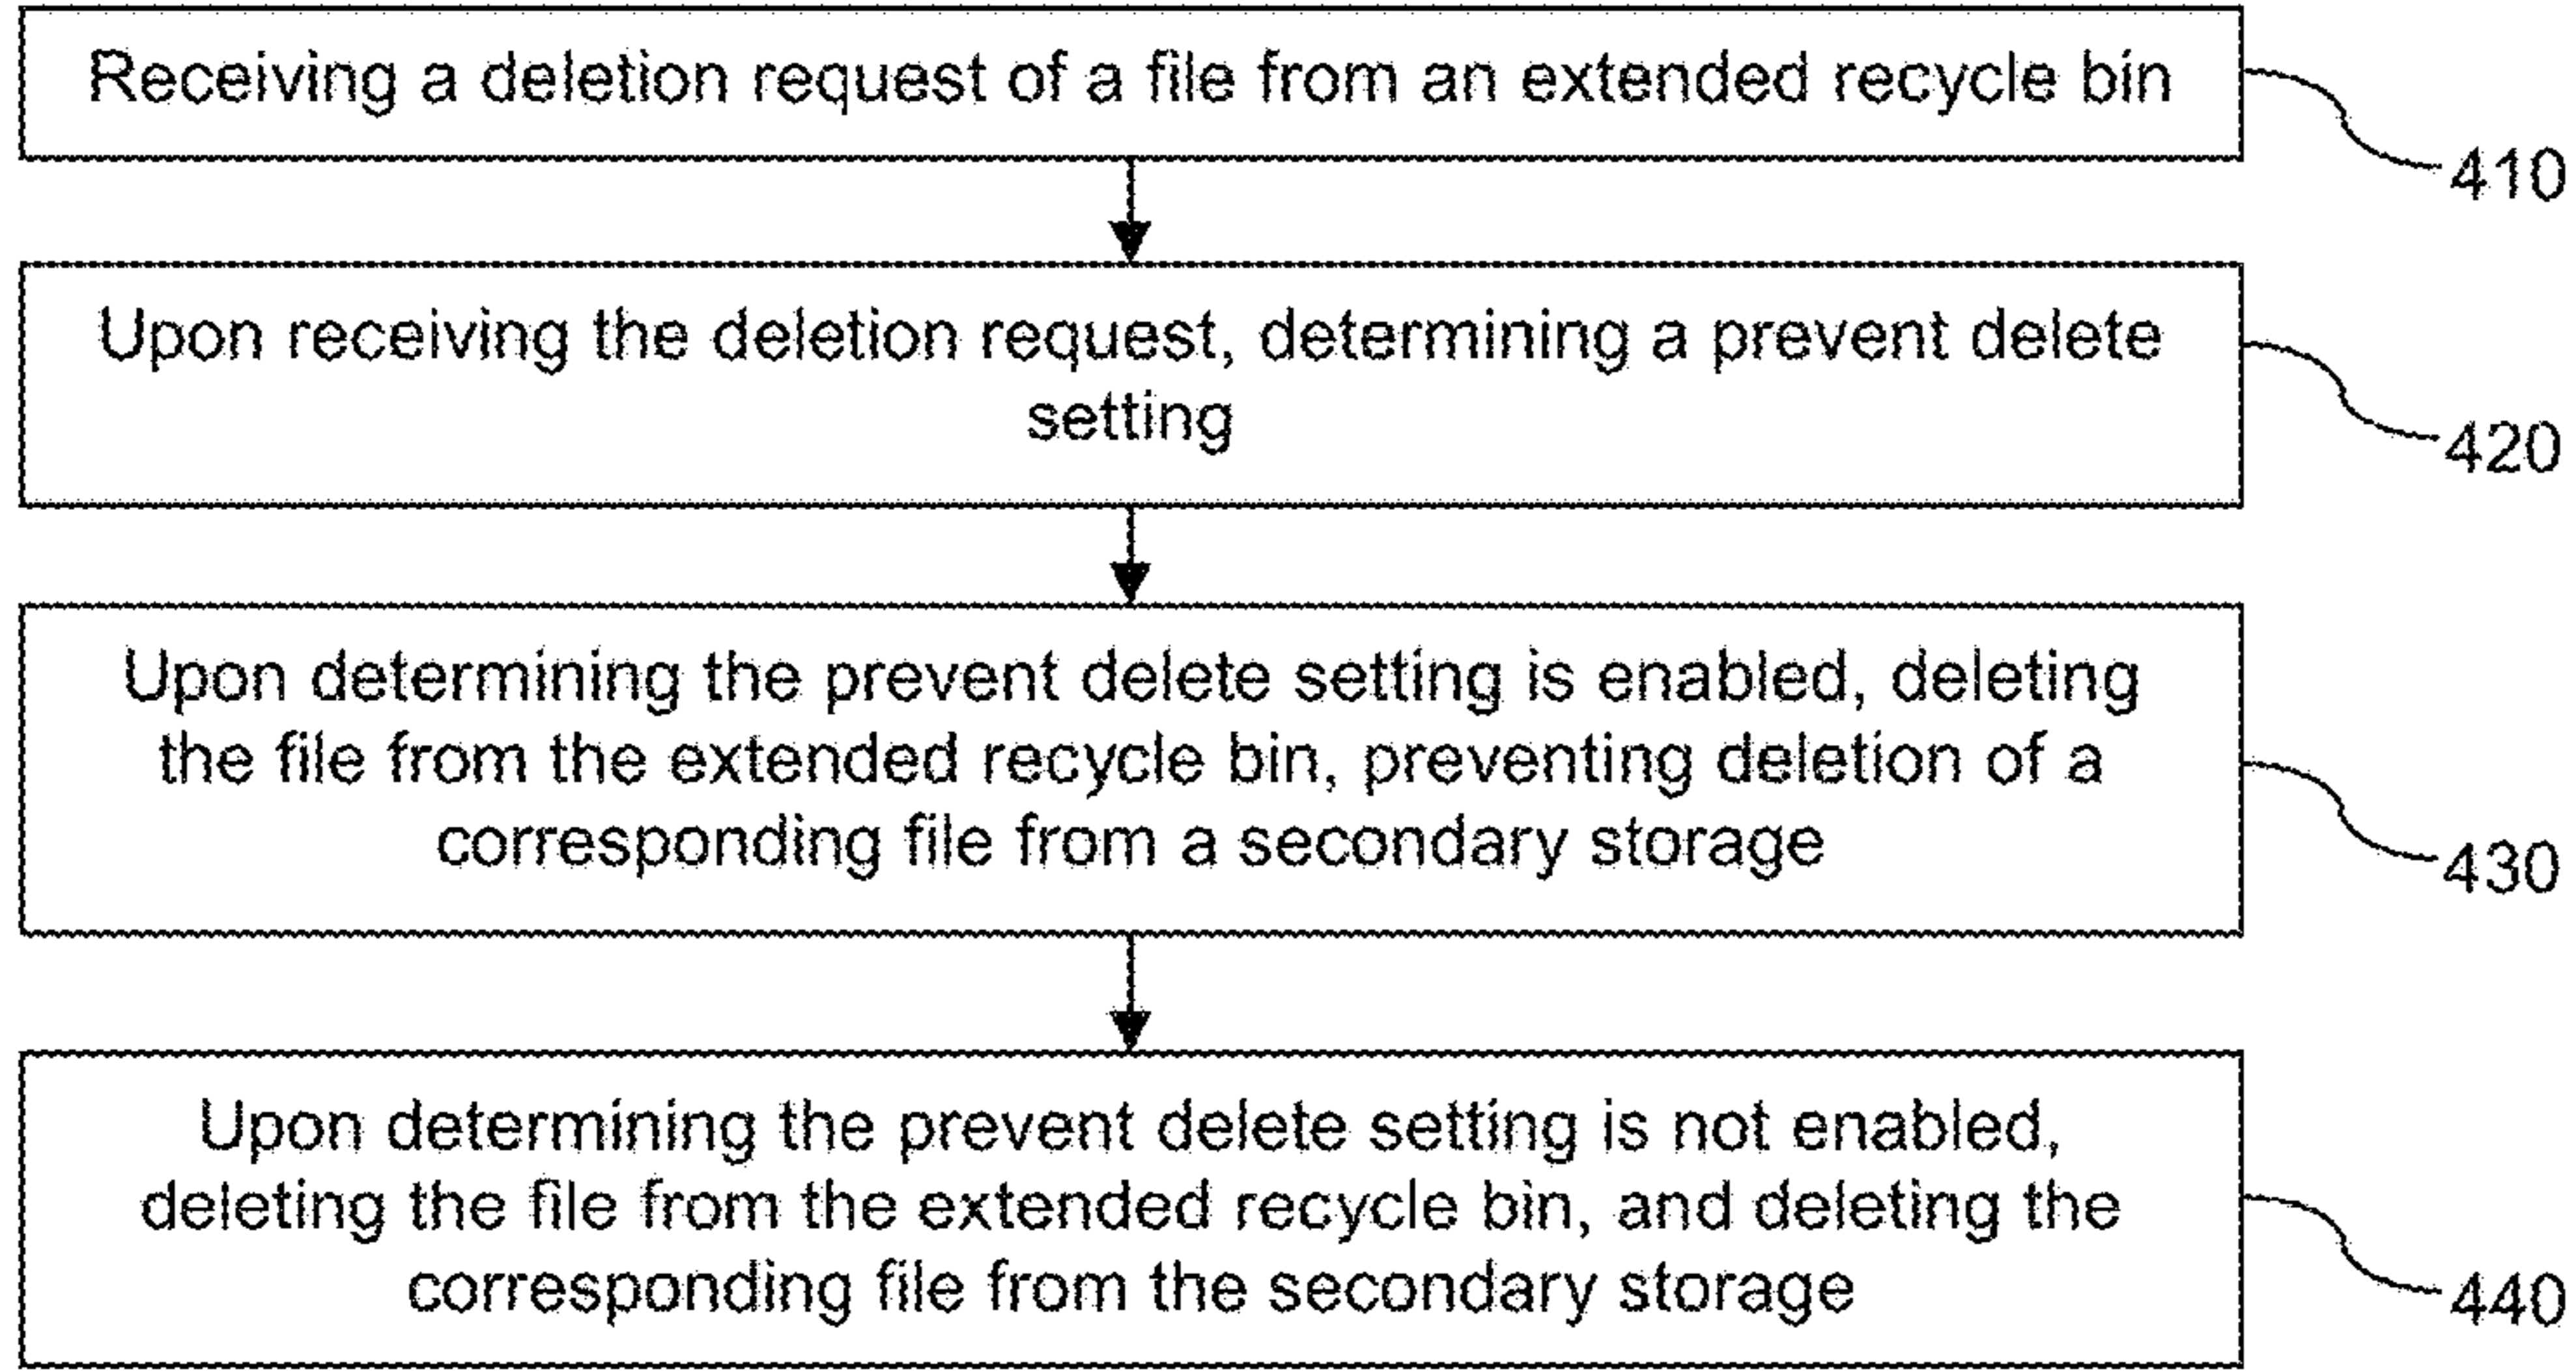 Receiving a deletion request of a file from an extended recycle bin
410
Upon receiving the deletion request, determining a prevent delete
setting
420
Upon determining the prevent delete setting is enabled, deleting
the file from the extended recycle bin, preventing deletion of a
corresponding file from a secondary storage
430
Upon determining the prevent delete setting is not enabled,
deleting the file from the extended recycle bin, and deleting the
corresponding file from the secondary storage
440